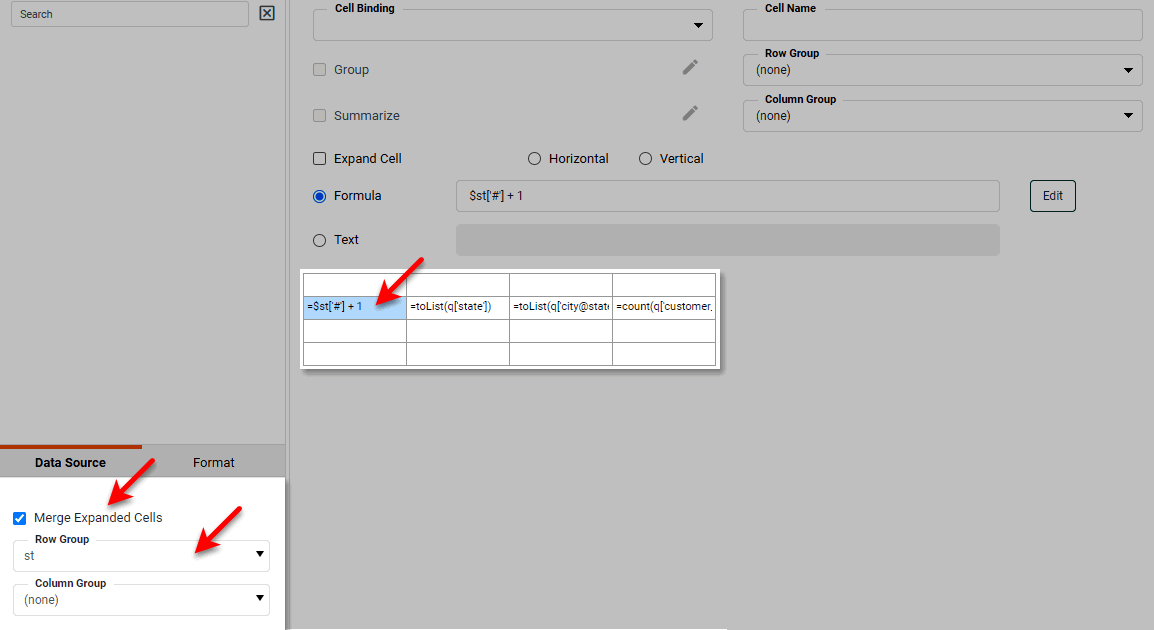 Search
Cell Binding
Cell Name
Group
Row Group
(none)
Summarize
Column Group
(none)
Expand Cell
Horizontal
Vertical
Formula
$st['#'] + 1
Edit
Text
=$st['#'] + 1
=toList(q['state'])
=toList(q['city@state
=count(q['customer_
Data Source
Format
Merge Expanded Cells
Row Group
st
Column Group
(none)